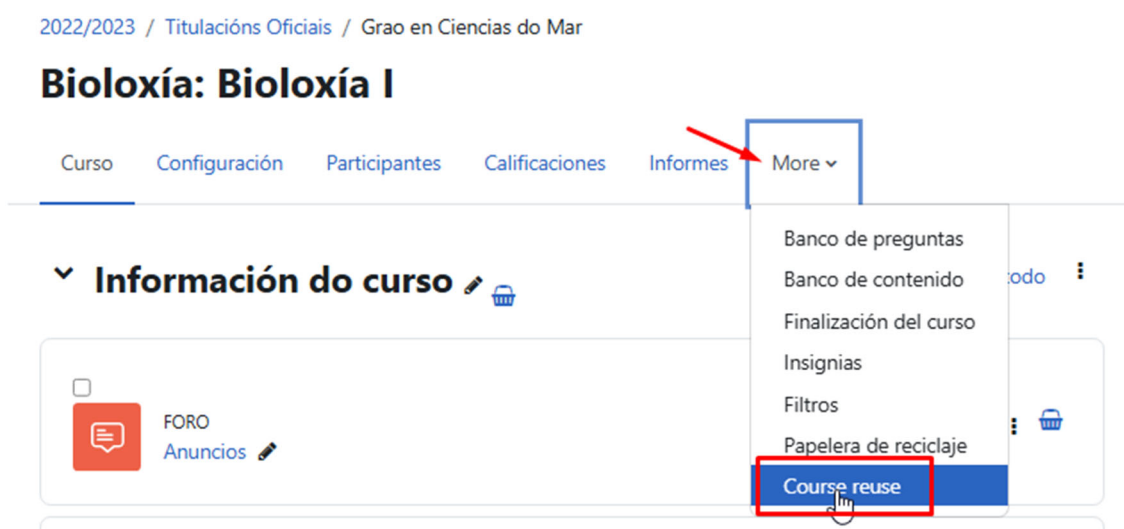 2022/2023 / Titulacións Oficiais / Grao en Ciencias do Mar
Bioloxía: Bioloxía I
Curso Configuración Participantes Calificaciones Informes More
Banco de preguntas
Información do curso
Banco de contenido
todo
Finalización del curso
Insignias
Filtros
FORO
Anuncios
Papelera de reciclaje
Course reuse